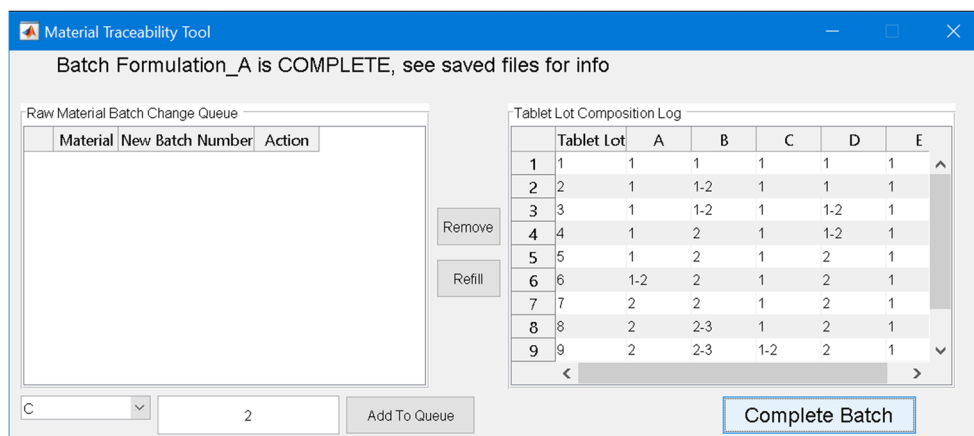 Material Traceability Tool
Batch Formulation_A is COMPLETE, see saved files for info
Raw Material Batch Change Queue
Material New Batch Number Action
Remove
Refill
C 2 Add To Queue
Tablet Lot Composition Log
Tablet Lot A B C D E
1 1 1 1 1 1 1
2 2 1 1-2 1 1 1
3 3 1 1-2 1 1-2 1
4 4 1 2 1 1-2 1
5 5 1 2 1 2 1
6 6 1-2 2 1 2 1
7 7 2 2 1 2 1
8 8 2 2-3 1 2 1
9 9 2 2-3 1-2 2 1
Complete Batch